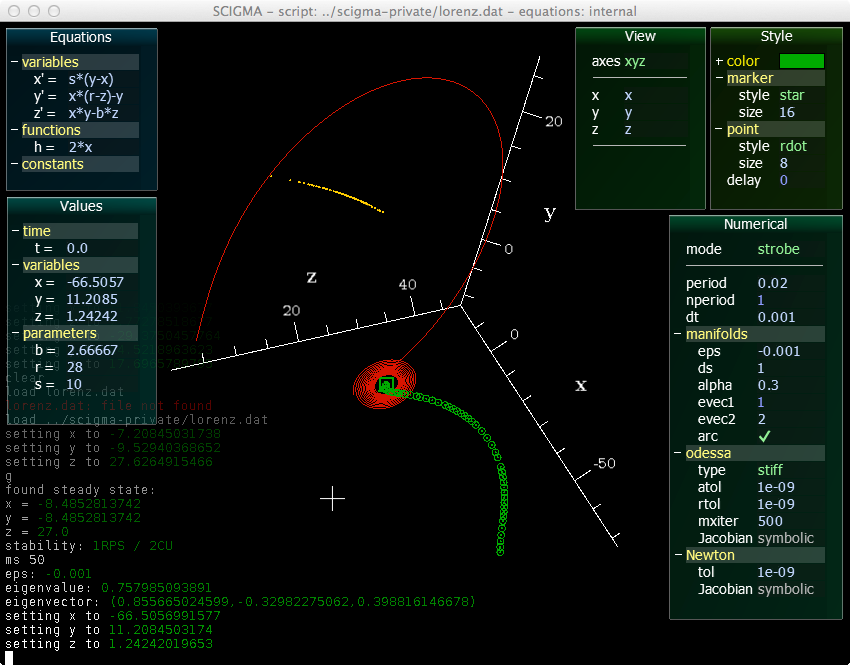 SCIGMA – script: ../scigma-private/lorenz.dat – equations: internal
Equations
− variables
x' = s*(y-x)
y' = x*(r-z)-y
z' = x*y-b*z
− functions
h = 2*x
− constants
Values
− time
t = 0.0
− variables
x = -66.5057
y = 11.2085
z = 1.24242
− parameters
b = 2.66667
r = 28
s = 10
clear
load lorenz.dat
lorenz.dat: file not found
load ../scigma-private/lorenz.dat
setting x to -7.20845031738
setting y to -9.52940368652
setting z to 27.6264915466
g
found steady state:
x = -8.4852813742
y = -8.4852813742
z = 27.0
stability: 1RPS / 2CU
ms 50
eps: -0.001
eigenvalue: 0.757985093891
eigenvector: (0.855665024599,-0.32982275062,0.398816146678)
setting x to -66.5056991577
setting y to 11.2084503174
setting z to 1.24242019653
20
y
0
z
40
20
0
x
-50
View
axes xyz
x x
y y
z z
Style
+ color
− marker
style star
size 16
− point
style rdot
size 8
delay 0
Numerical
mode strobe
period 0.02
nperiod 1
dt 0.001
− manifolds
eps -0.001
ds 1
alpha 0.3
evec1 1
evec2 2
arc ✓
− odessa
type stiff
atol 1e-09
rtol 1e-09
mxiter 500
Jacobian symbolic
− Newton
tol 1e-09
Jacobian symbolic